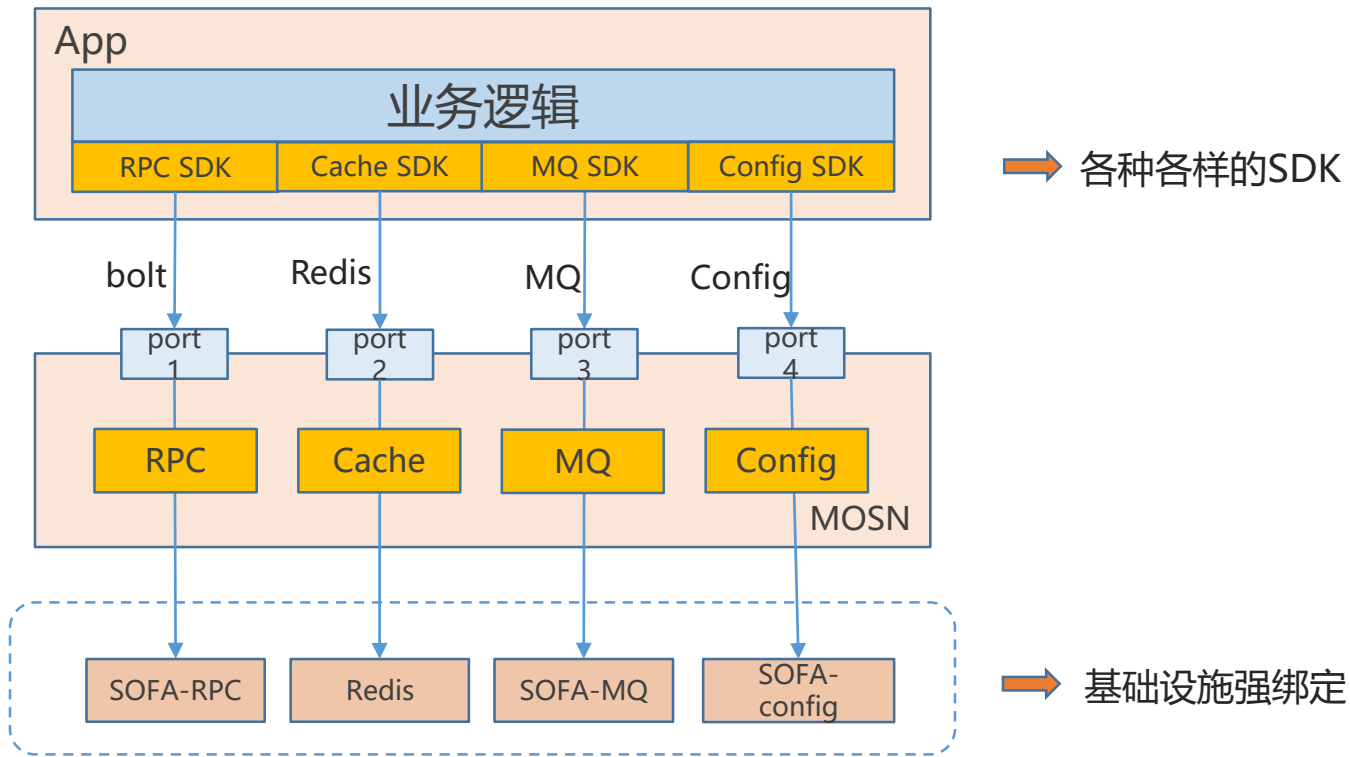 App
业务逻辑
RPC SDK
Cache SDK
MQ SDK
Config SDK
各种各样的SDK
bolt
Redis
MQ
Config
port
1
port
2
port
3
port
4
RPC
Cache
MQ
Config
MOSN
SOFA-RPC
Redis
SOFA-MQ
SOFA-
config
基础设施强绑定